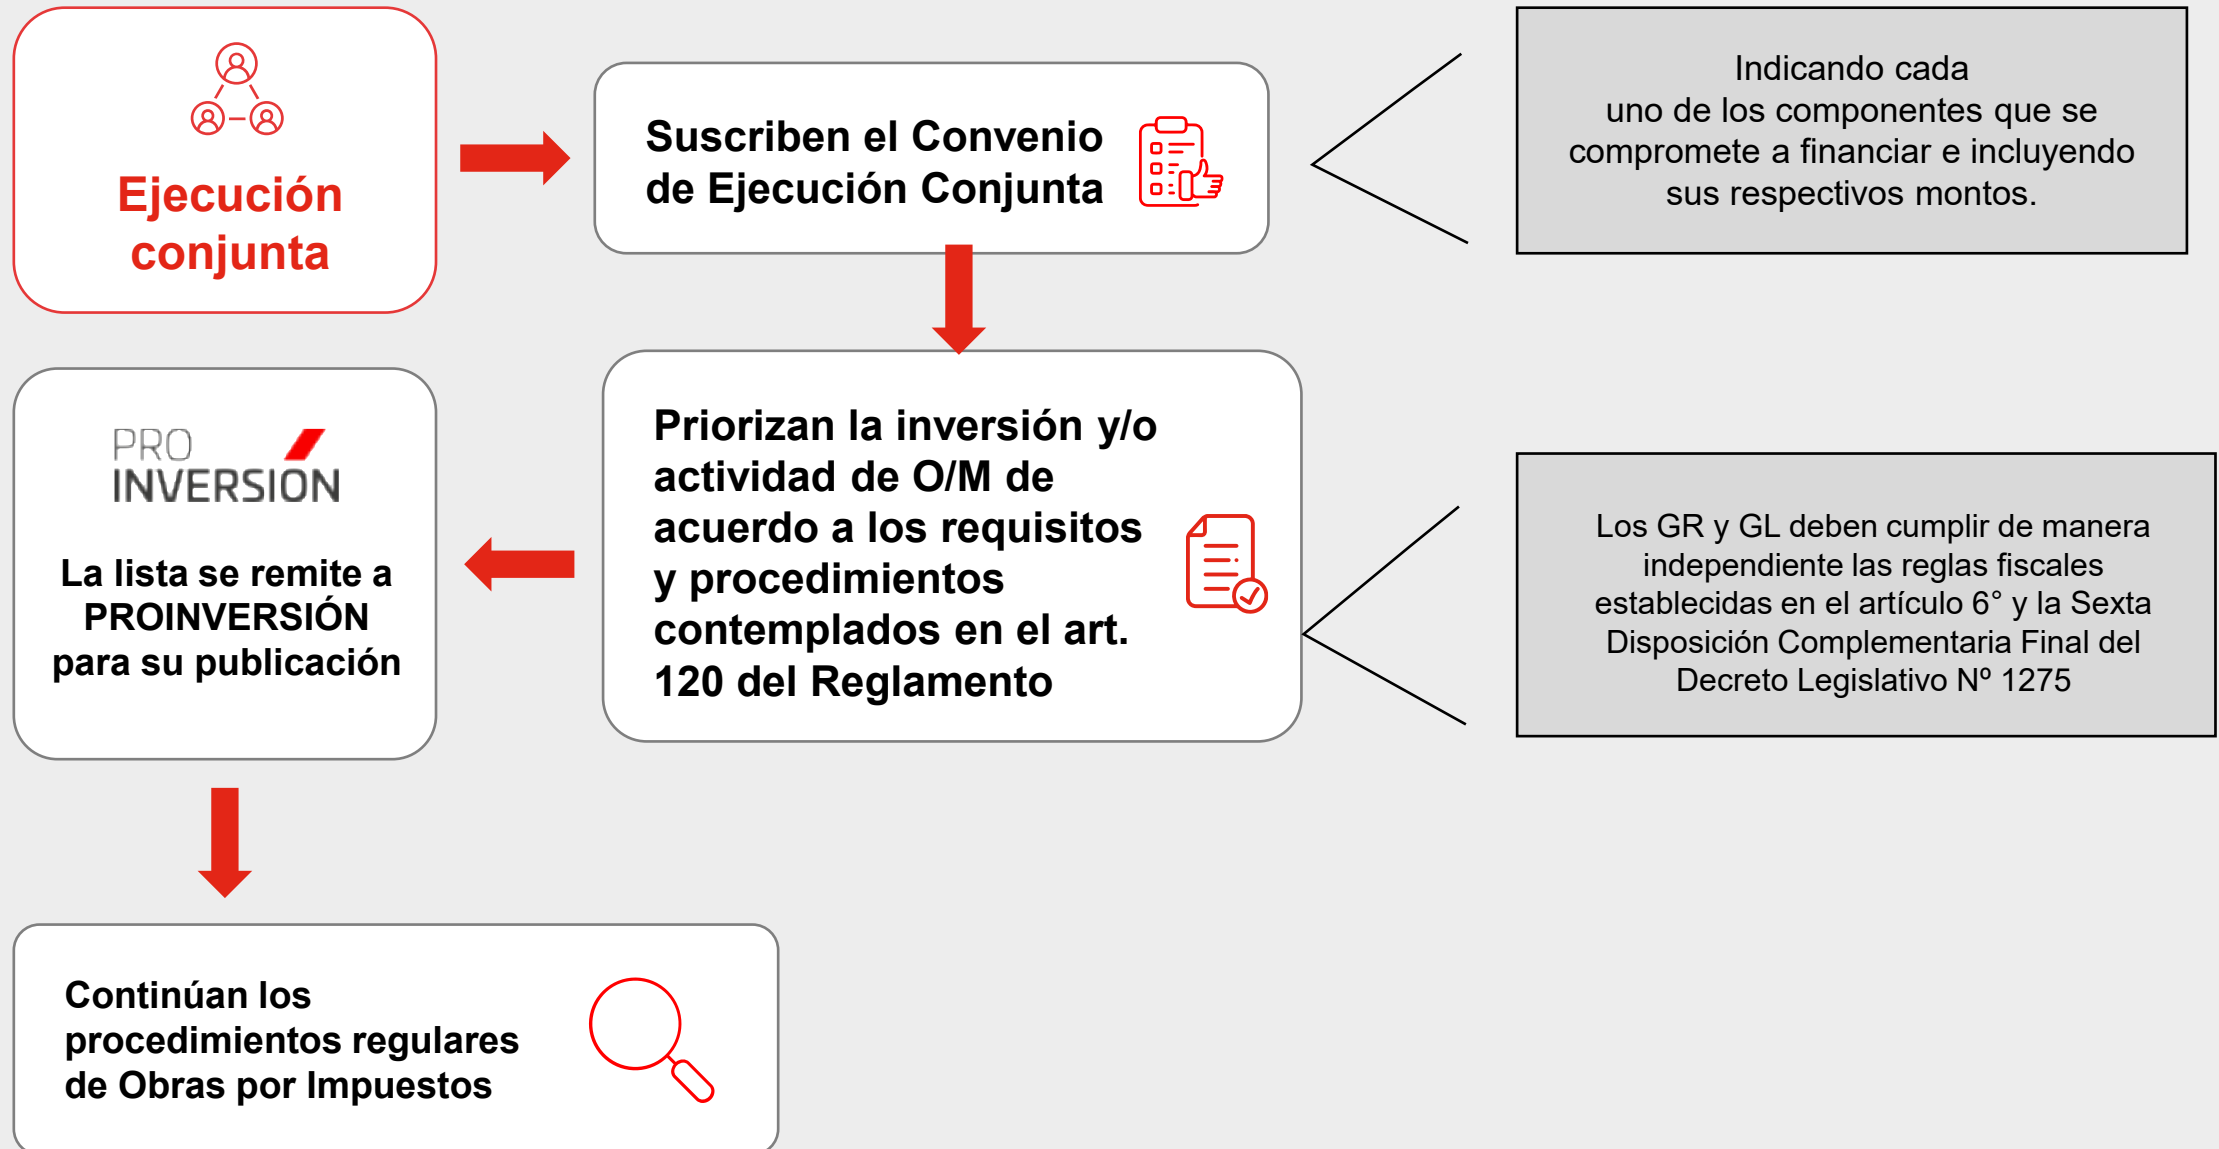 Ejecución
conjunta
Suscriben el Convenio
de Ejecución Conjunta
Indicando cada
uno de los componentes que se
compromete a financiar e incluyendo
sus respectivos montos.
Priorizan la inversión y/o
actividad de O/M de
acuerdo a los requisitos
y procedimientos
contemplados en el art.
120 del Reglamento
Los GR y GL deben cumplir de manera
independiente las reglas fiscales
establecidas en el artículo 6° y la Sexta
Disposición Complementaria Final del
Decreto Legislativo Nº 1275
PRO
INVERSIÓN
La lista se remite a
PROINVERSIÓN
para su publicación
Continúan los
procedimientos regulares
de Obras por Impuestos